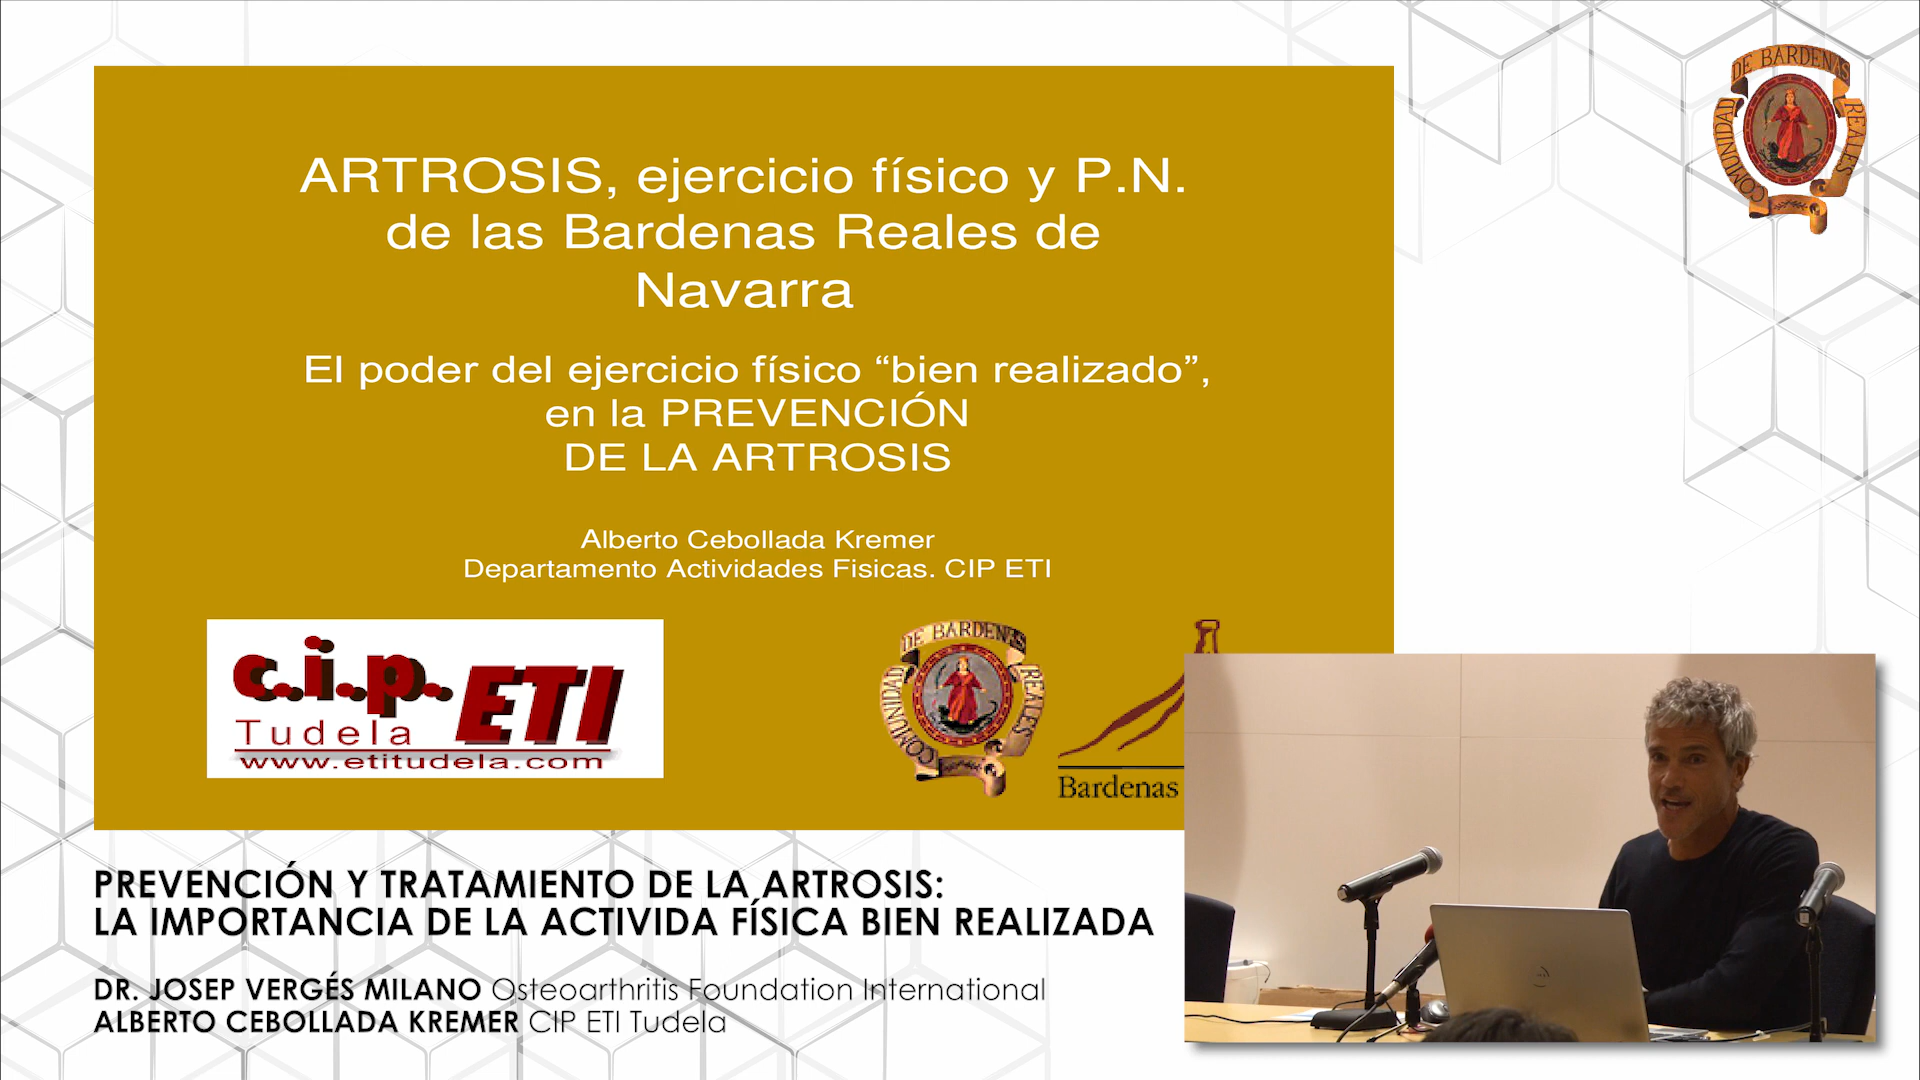 DE BARDENAS
COMUNIDAD
REALES
ARTROSIS, ejercicio físico y P.N.
de las Bardenas Reales de
Navarra
El poder del ejercicio físico “bien realizado”,
en la PREVENCIÓN
DE LA ARTROSIS
Alberto Cebollada Kremer
Departamento Actividades Fisicas. CIP ETI
c.i.p. ETI
Tudela
www.etitudela.com
DE BARDENAS
COMUNIDAD
REALES
Bardenas
PREVENCIÓN Y TRATAMIENTO DE LA ARTROSIS:
LA IMPORTANCIA DE LA ACTIVIDA FÍSICA BIEN REALIZADA
DR. JOSEP VERGÉS MILANO Osteoarthritis Foundation International
ALBERTO CEBOLLADA KREMER CIP ETI Tudela